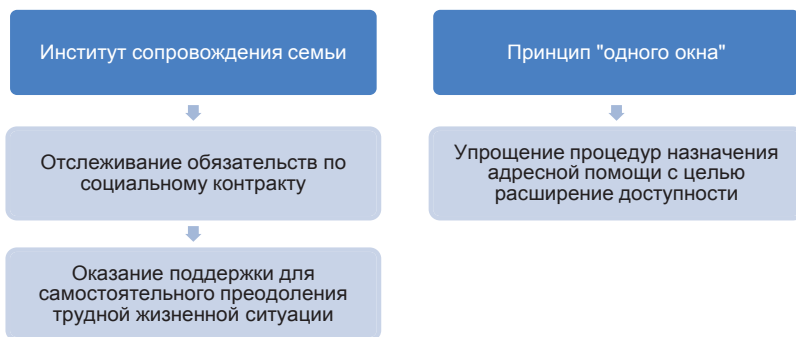 Институт сопровождения семьи
Отслеживание обязательств по
социальному контракту
Оказание поддержки для
самостоятельного преодоления
трудной жизненной ситуации
Принцип "одного окна"
Упрощение процедур назначения
адресной помощи с целью
расширение доступности